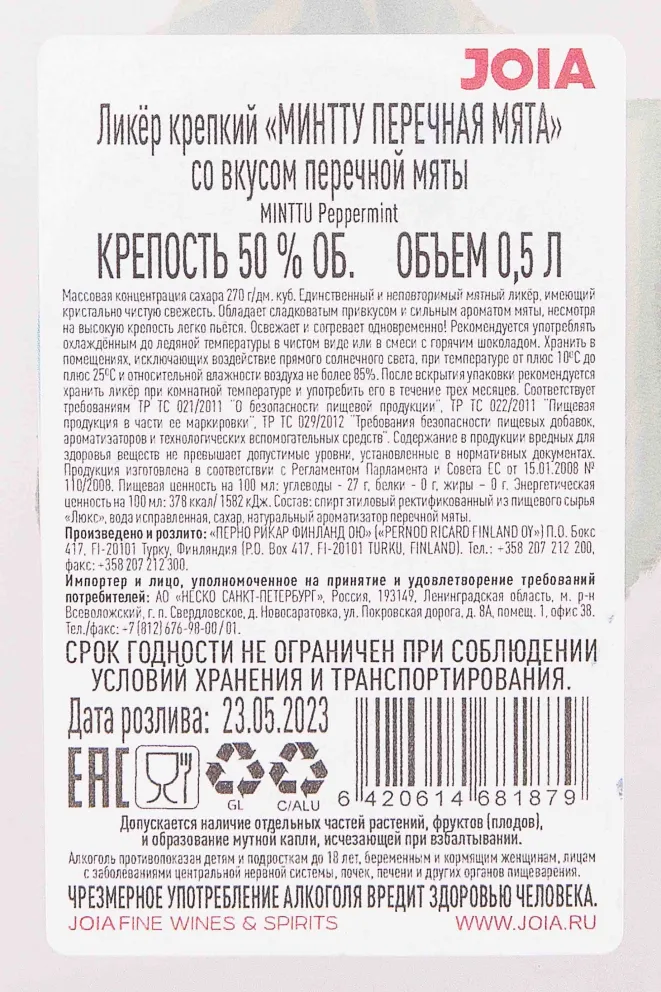 JOIA
Ликёр крепкий «МИНТТУ ПЕРЕЧНАЯ МЯТА»
со вкусом перечной мяты
MINTTU Peppermint
КРЕПОСТЬ 50 % ОБ. ОБЪЕМ 0,5 Л
Массовая концентрация сахара 270 г/дм. куб. Единственный и неповторимый мятный ликёр, имеющий
кристально чистую свежесть. Обладает сладковатым привкусом и сильным ароматом мяты, несмотря
на высокую крепость легко пьётся. Освежает и согревает одновременно! Рекомендуется употреблять
охлаждённым до ледяной температуры в чистом виде или в смеси с горячим шоколадом. Хранить в
помещениях, исключающих воздействие прямого солнечного света, при температуре от плюс 10°C до
плюс 25°C и относительной влажности воздуха не более 85%. После вскрытия упаковки рекомендуется
хранить ликёр при комнатной температуре и употребить его в течение трех месяцев. Соответствует
требованиям ТР ТС 021/2011 "О безопасности пищевой продукции", ТР ТС 022/2011 "Пищевая
продукция в части ее маркировки", ТР ТС 029/2012 "Требования безопасности пищевых добавок,
ароматизаторов и технологических вспомогательных средств". Содержание в продукции вредных для
здоровья веществ не превышает допустимые уровни, установленные в нормативных документах.
Продукция изготовлена в соответствии с Регламентом Парламента и Совета ЕС от 15.01.2008 №
110/2008. Пищевая ценность на 100 мл: углеводы - 27 г, белки - 0 г, жиры – 0 г. Энергетическая
ценность на 100 мл: 378 ккал/ 1582 кДж. Состав: спирт этиловый ректификованный из пищевого сырья
«Люкс», вода исправленная, сахар, натуральный ароматизатор перечной мяты.
Произведено и розлито: «ПЕРНО РИКАР ФИНЛАНД ОЮ» («PERNOD RICARD FINLAND OY») П.О. Бокс
417, FI-20101 Турку, Финляндия (P.O. Box 417, FI-20101 TURKU, FINLAND). Тел.: +358 207 212 200,
факс: +358 207 212 300.
Импортер и лицо, уполномоченное на принятие и удовлетворение требований
потребителей: АО «НЕСКО САНКТ-ПЕТЕРБУРГ», Россия, 193149, Ленинградская область, м. р-н
Всеволожский, г. п. Свердловское, д. Новосаратовка, ул. Покровская дорога, д. 8А, помещ. 1, офис 38.
Тел./факс: +7 (812) 676-98-00/01.
СРОК ГОДНОСТИ НЕ ОГРАНИЧЕН ПРИ СОБЛЮДЕНИИ
УСЛОВИЙ ХРАНЕНИЯ И ТРАНСПОРТИРОВАНИЯ.
Дата розлива: 23.05.2023
EAC
GL C/ALU 6 420614 681879
Допускается наличие отдельных частей растений, фруктов (плодов),
и образование мутной капли, исчезающей при взбалтывании.
Алкоголь противопоказан детям и подросткам до 18 лет, беременным и кормящим женщинам, лицам
с заболеваниями центральной нервной системы, почек, печени и других органов пищеварения.
ЧРЕЗМЕРНОЕ УПОТРЕБЛЕНИЕ АЛКОГОЛЯ ВРЕДИТ ЗДОРОВЬЮ ЧЕЛОВЕКА.
JOIA FINE WINES & SPIRITS WWW.JOIA.RU